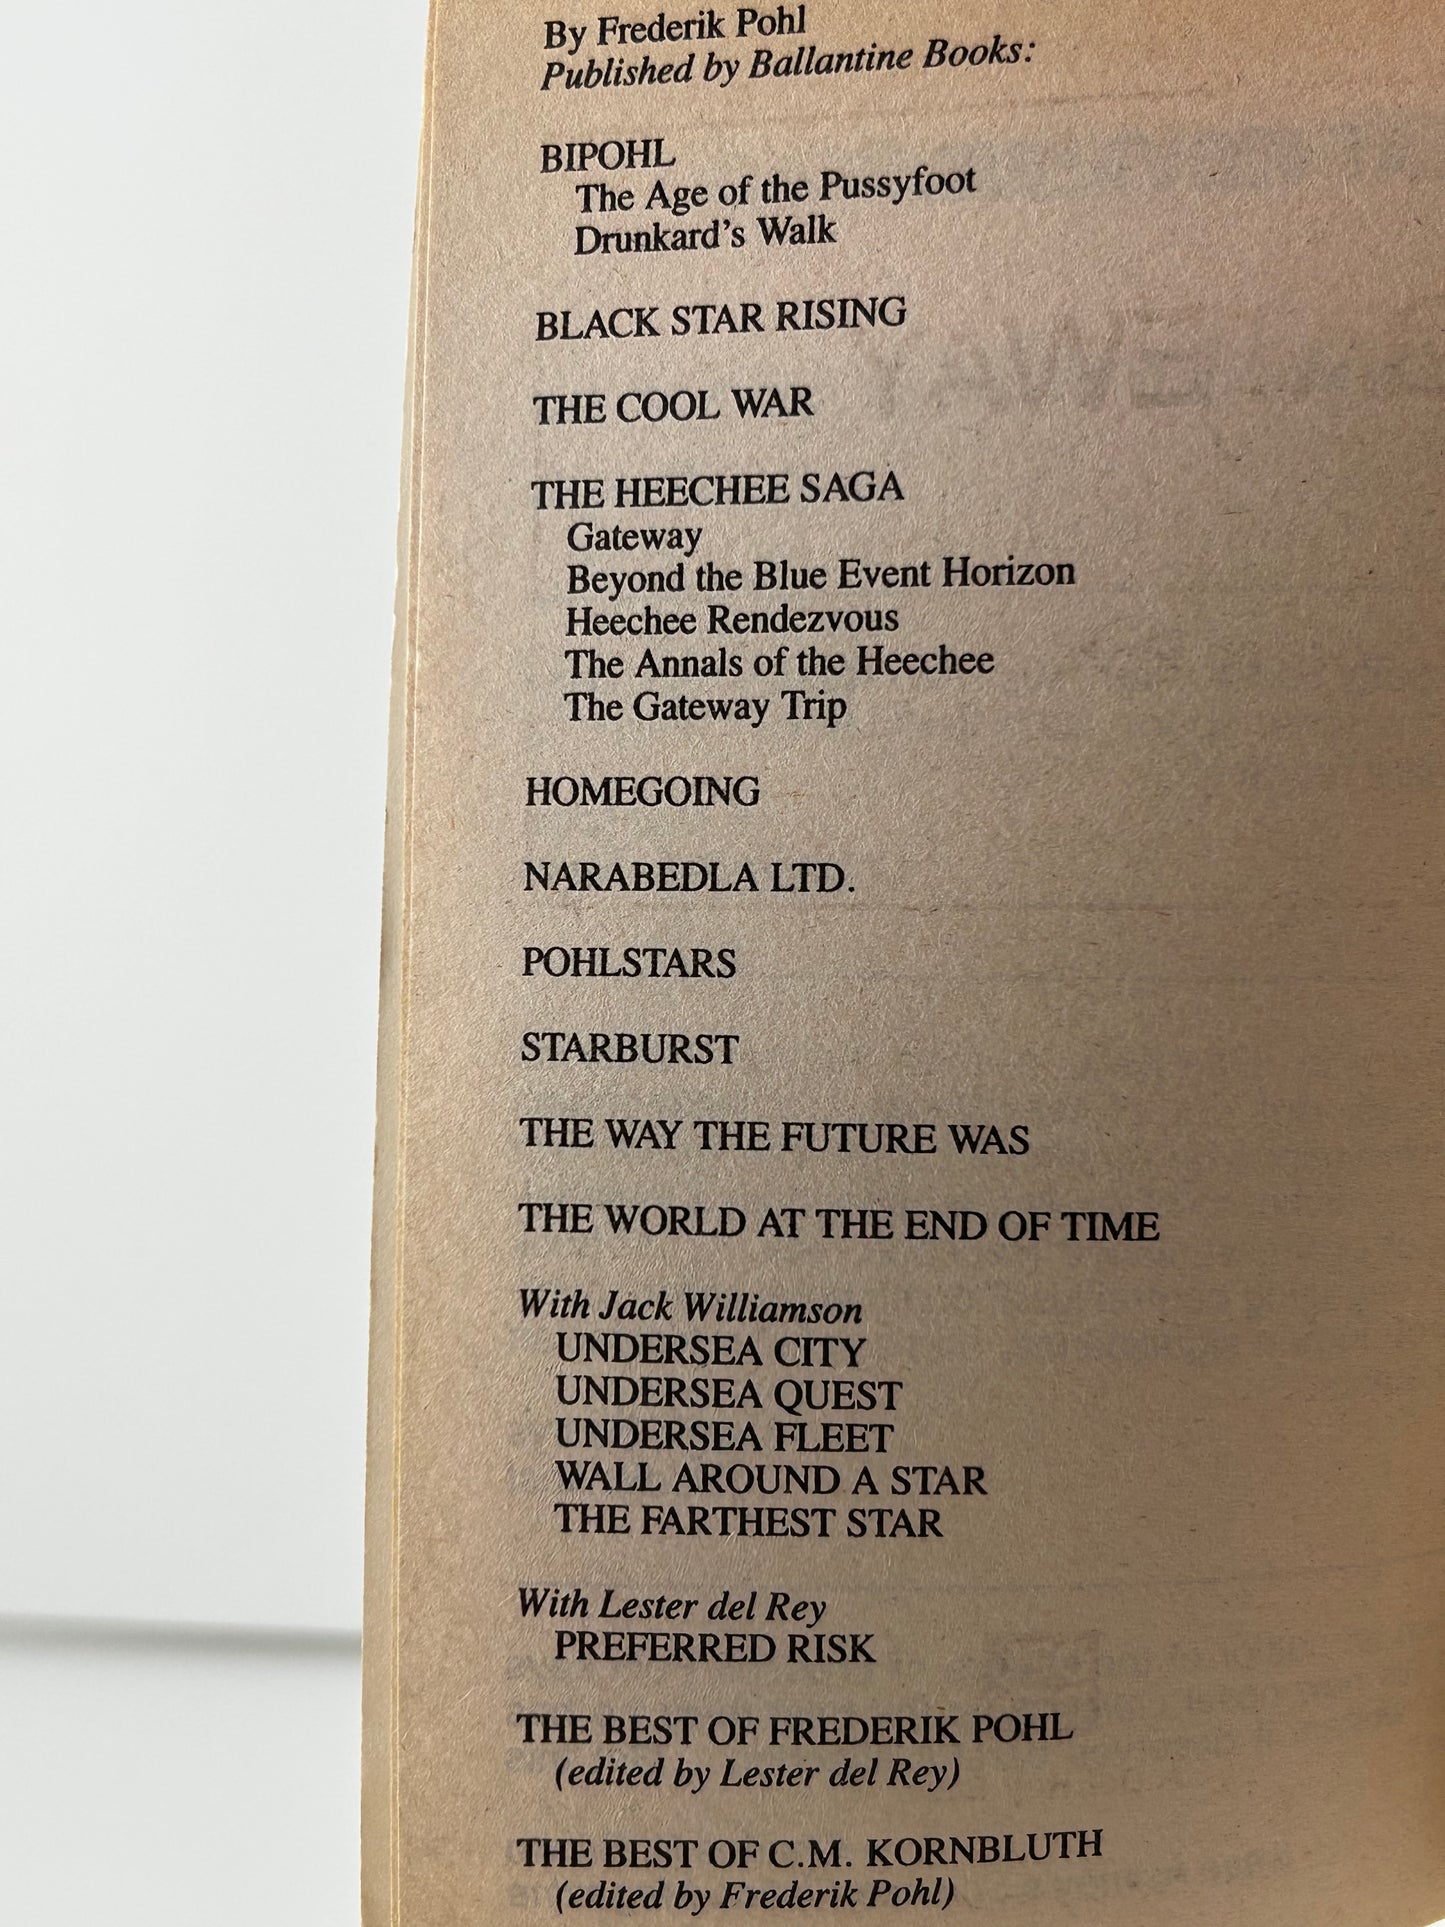 By Frederik Pohl
Published by Ballantine Books:
BIPOHL
The Age of the Pussyfoot
Drunkard's Walk
BLACK STAR RISING
THE COOL WAR
THE HEECHEE SAGA
Gateway
Beyond the Blue Event Horizon
Heechee Rendezvous
The Annals of the Heechee
The Gateway Trip
HOMEGOING
NARABEDLA LTD.
POHLSTARS
STARBURST
THE WAY THE FUTURE WAS
THE WORLD AT THE END OF TIME
With Jack Williamson
UNDERSEA CITY
UNDERSEA QUEST
UNDERSEA FLEET
WALL AROUND A STAR
THE FARTHEST STAR
With Lester del Rey
PREFERRED RISK
THE BEST OF FREDERIK POHL
(edited by Lester del Rey)
THE BEST OF C.M. KORNBLUTH
(edited by Frederik Pohl)